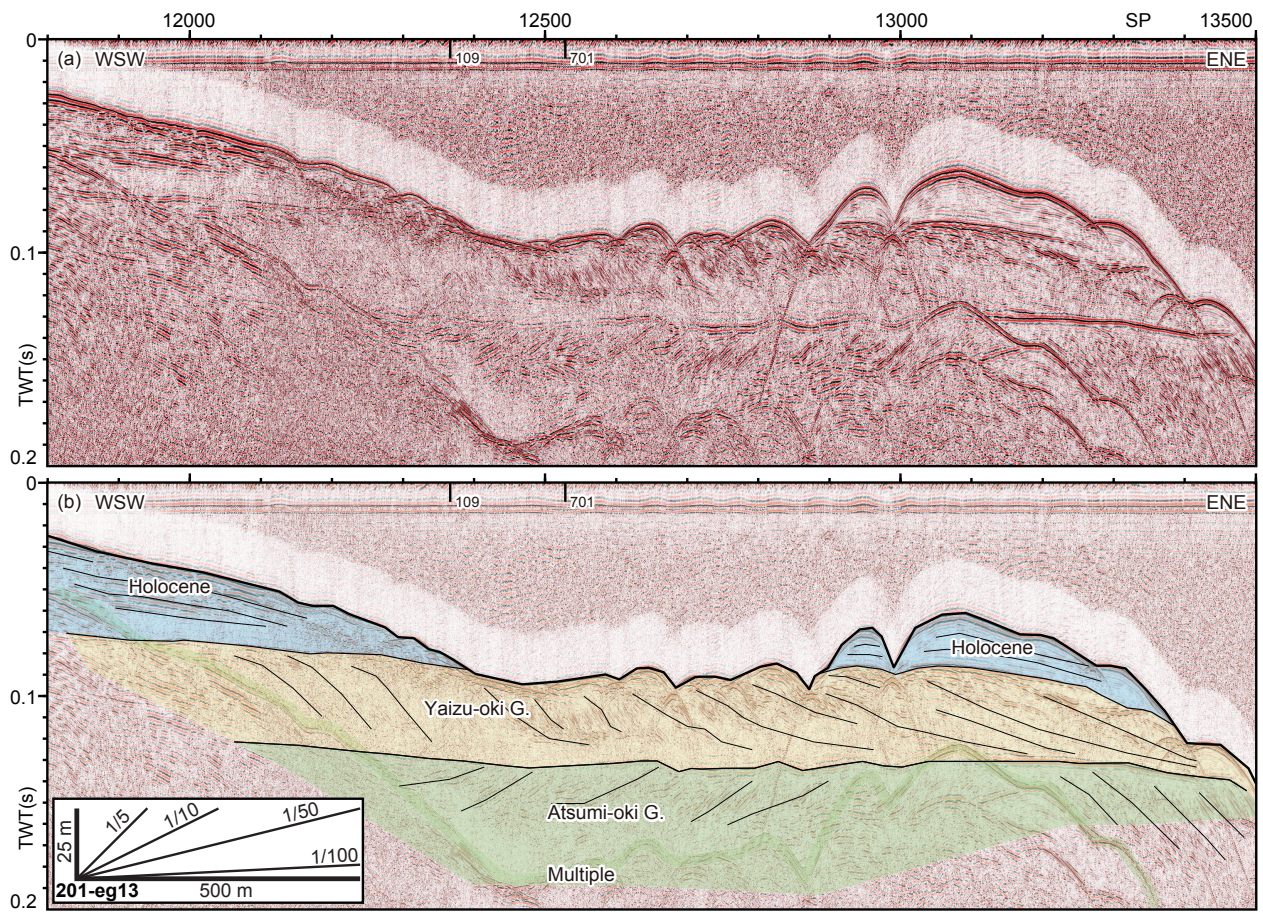 12000 12500 13000 SP 13500
0
(a) WSW 109 701 ENE
0.1
TWT(s)
0.2
0
(b) WSW 109 701 ENE
Holocene
Holocene
0.1
Yaizu-oki G.
TWT(s)
Atsumi-oki G.
25 m 1/5 1/10 1/50
1/100
Multiple
201-eg13 500 m
0.2